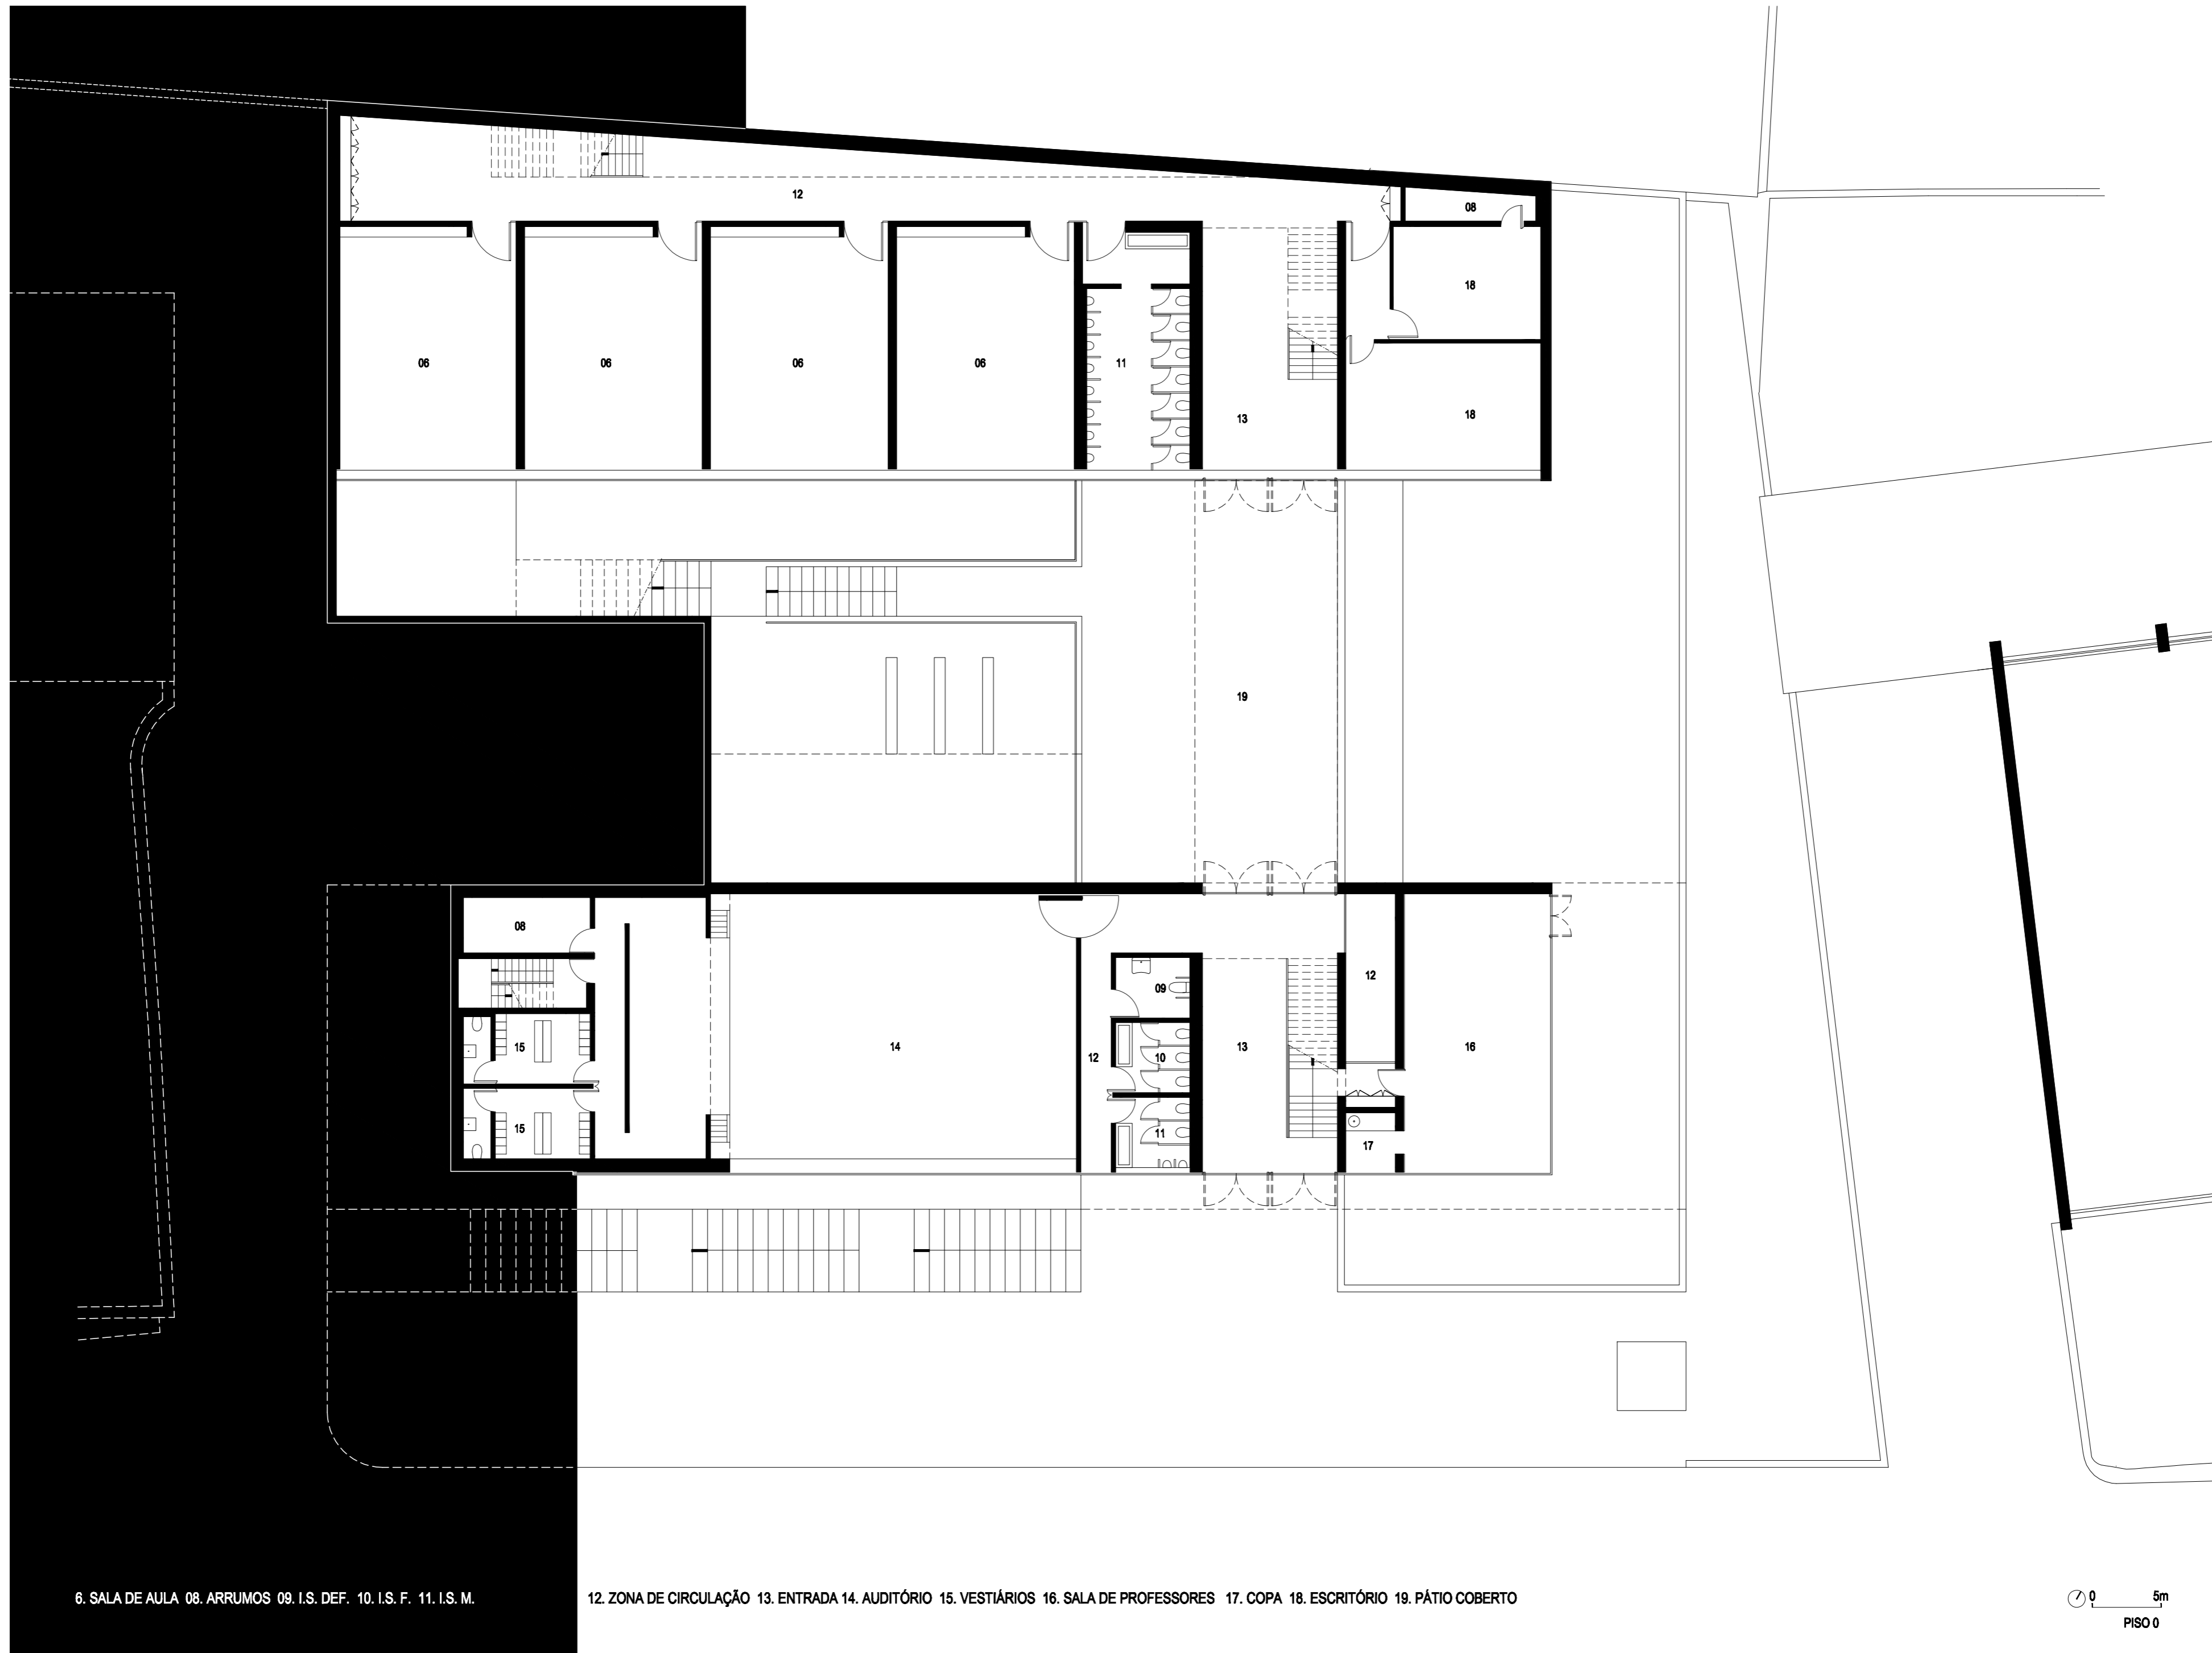 12
08
18
06 06 06 06 11
13 18
19
08
12
09
15 14 12 10 13 16
15 11
17
6. SALA DE AULA 08. ARRUMOS 09. I.S. DEF. 10. I.S. F. 11. I.S. M. 12. ZONA DE CIRCULAÇÃO 13. ENTRADA 14. AUDITÓRIO 15. VESTIÁRIOS 16. SALA DE PROFESSORES 17. COPA 18. ESCRITÓRIO 19. PÁTIO COBERTO
0 5m
PISO 0